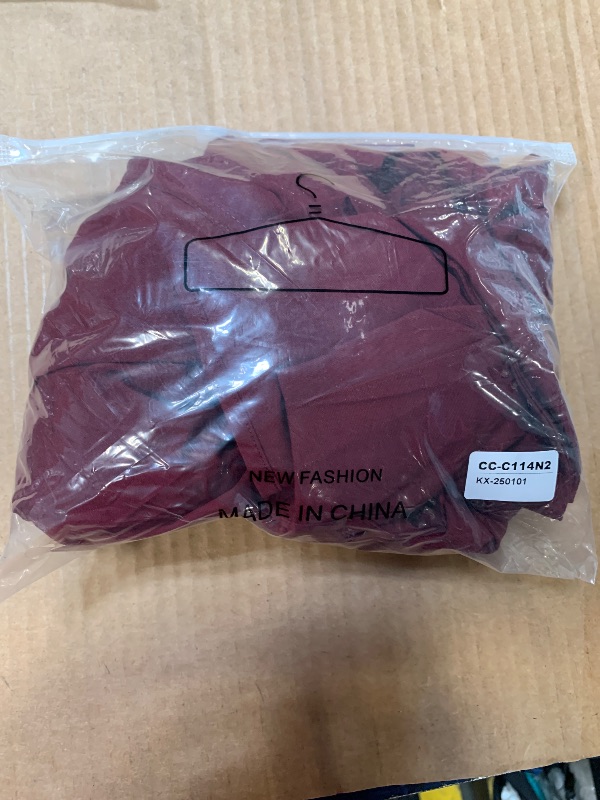 NEW FASHION
MADE IN CHINA
CC-C114N2
KX-250101